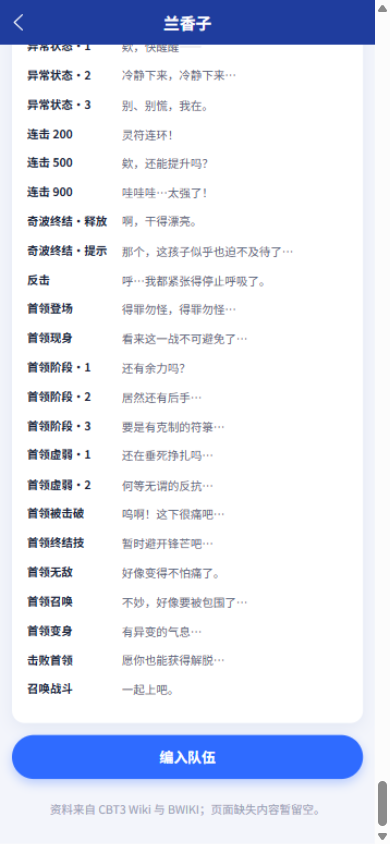 兰香子
异常状态·1 欸，快醒醒——
异常状态·2 冷静下来，冷静下来…
异常状态·3 别、别慌，我在。
连击 200 灵符连环！
连击 500 欸，还能提升吗？
连击 900 哇哇哇…太强了！
奇波终结·释放 啊，干得漂亮。
奇波终结·提示 那个，这孩子似乎也迫不及待了…
反击 呼…我都紧张得停止呼吸了。
首领登场 得罪勿怪，得罪勿怪…
首领现身 看来这一战不可避免了…
首领阶段·1 还有余力吗？
首领阶段·2 居然还有后手…
首领阶段·3 要是有克制的符箓…
首领虚弱·1 还在垂死挣扎吗…
首领虚弱·2 何等无谓的反抗…
首领被击破 呜啊！这下很痛吧…
首领终结技 暂时避开锋芒吧…
首领无敌 好像变得不怕痛了。
首领召唤 不妙，好像要被包围了…
首领变身 有异变的气息…
击败首领 愿你也能获得解脱…
召唤战斗 一起上吧。
编入队伍
资料来自 CBT3 Wiki 与 BWIKI；页面缺失内容暂留空。